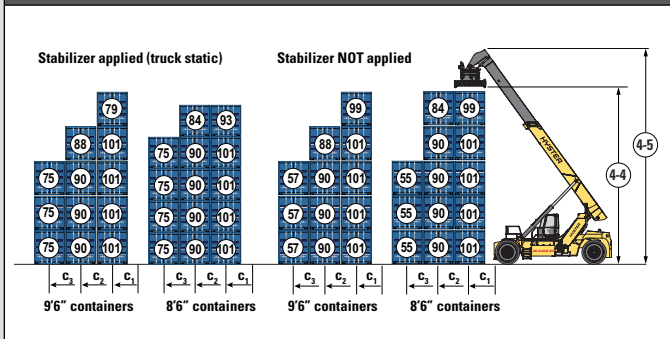 Stabilizer applied (truck static)
Stabilizer NOT applied
79
88 101
75 90 101
75 90 101
75 90 101
c3 c2 c1
9'6" containers
84 93
75 90 101
75 90 101
75 90 101
75 90 101
c3 c2 c1
8'6" containers
99
88 101
57 90 101
57 90 101
57 90 101
c3 c2 c1
9'6" containers
84 99
90 101
55 90 101
55 90 101
55 90 101
c3 c2 c1
8'6" containers
HYSTER
HYSTER
4-4
4-5